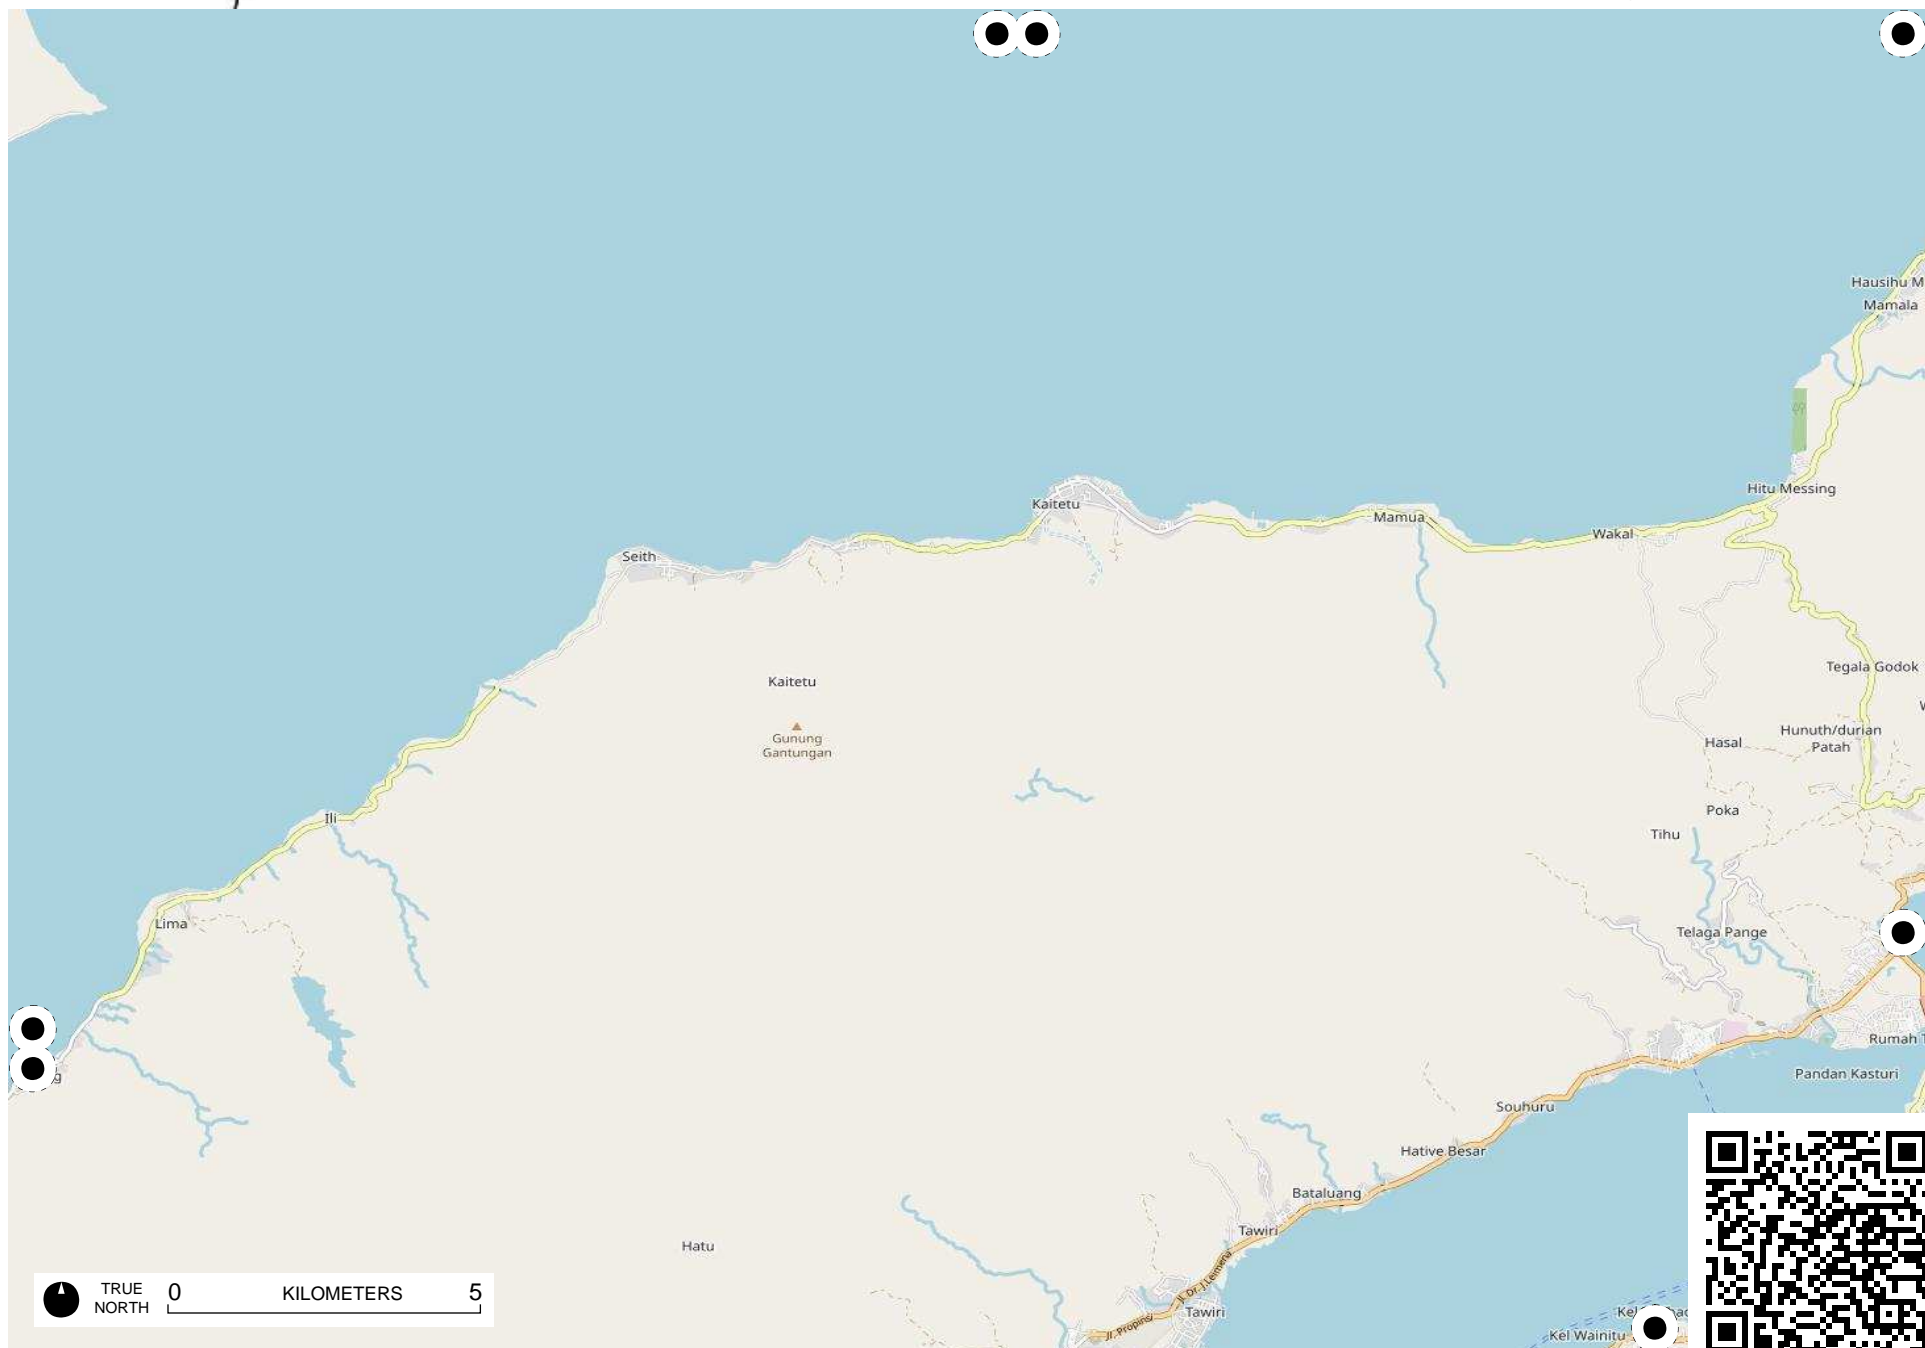 Hausihu M
Mamala
Hitu Messing
Kaitetu
Mamua
Wakal
Seith
Tegala Godok
Kaitetu
Gunung
Gantungan
Hunuth/durian
Patah
Hasal
Poka
Ili
Tihu
Lima
Telaga Pange
Rumah T
Pandan Kasturi
g
Souhuru
Hative Besar
Bataluang
Tawiri
Hatu
Jl. Dr. J.Leimena
Jl. Propinsi
Tawiri
Kel Wainitu
TRUE
NORTH
0 KILOMETERS 5